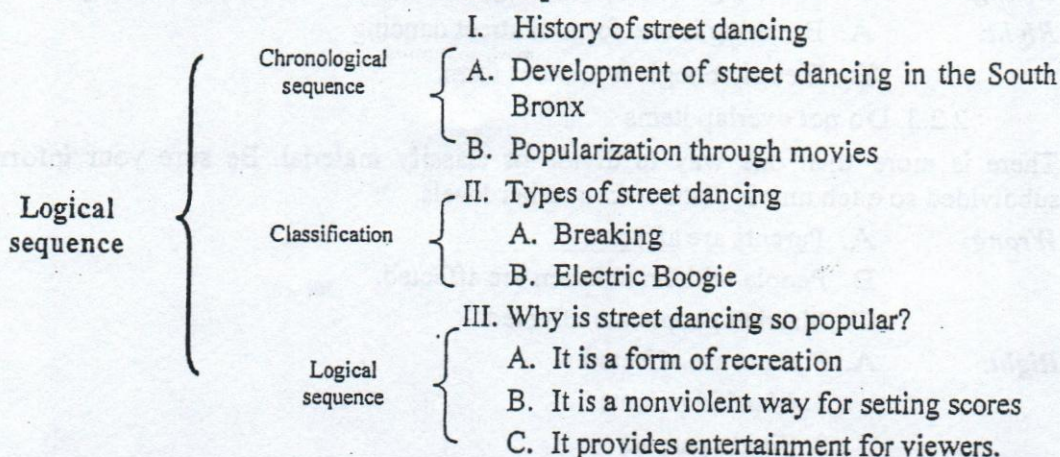 I. History of street dancing
Chronological sequence
A. Development of street dancing in the South
Bronx
B. Popularization through movies
Logical sequence
II. Types of street dancing
Classification
A. Breaking
B. Electric Boogie
III. Why is street dancing so popular?
Logical sequence
A. It is a form of recreation
B. It is a nonviolent way for setting scores
C. It provides entertainment for viewers.